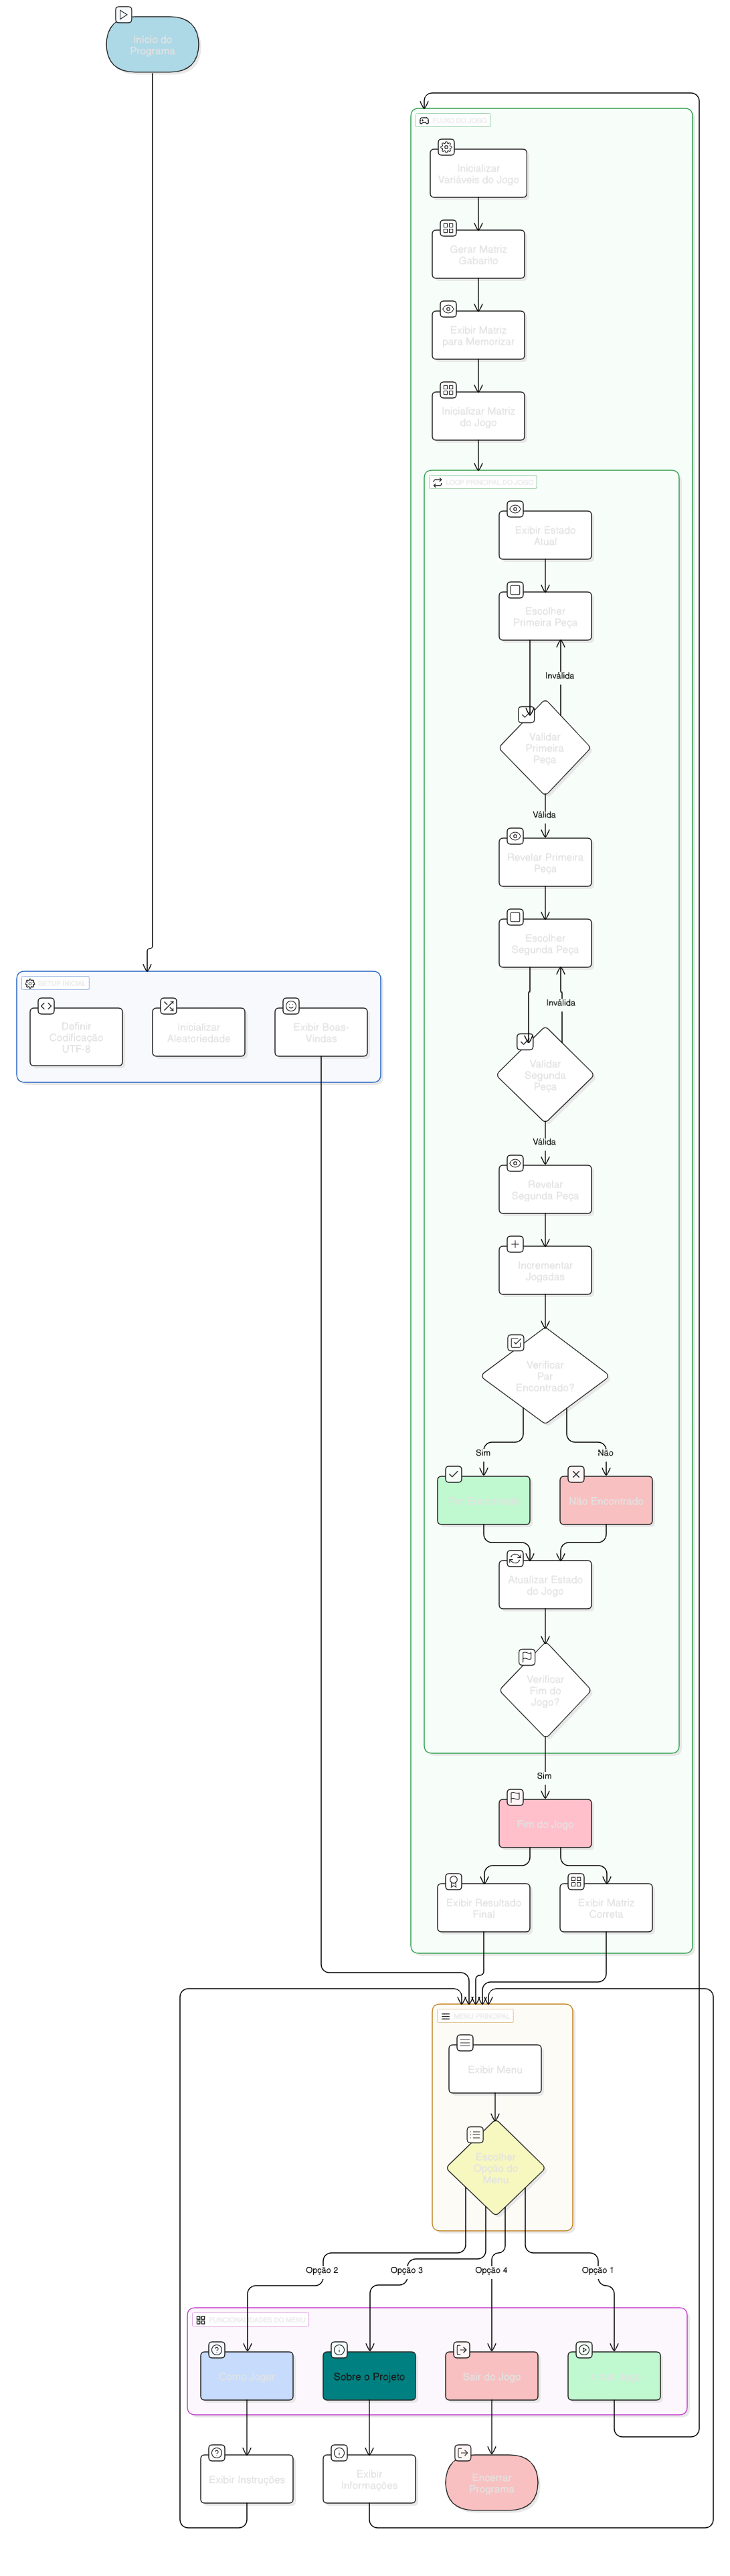 Início do
Programa
FLUXO DO JOGO
Inicializar
Variáveis do Jogo
Gerar Matriz
Gabarito
Exibir Matriz
para Memorizar
Inicializar Matriz
do Jogo
LOOP PRINCIPAL DO JOGO
Exibir Estado
Atual
Escolher
Primeira Peça
Inválida
Validar
Primeira
Peça
Válida
Revelar Primeira
Peça
Escolher
Segunda Peça
Inválida
Validar
Segunda
Peça
Válida
Revelar
Segunda Peça
Incrementar
Jogadas
Verificar
Par
Encontrado?
Sim
Não
Não Encontrado
Atualizar Estado
do Jogo
Verificar
Fim do
Jogo?
Sim
Fim do Jogo
Exibir Resultado
Final
Exibir Matriz
Correta
SETUP INICIAL
Definir
Codificação
UTF-8
Inicializar
Aleatoriedade
Exibir Boas-
Vindas
MENU PRINCIPAL
Exibir Menu
Escolher
Opção do
Menu
Opção 2
Opção 3
Opção 4
Opção 1
FUNCIONALIDADES DO MENU
Como Jogar
Sobre o Projeto
Sair do Jogo
Exibir Instruções
Exibir
Informações
Encerrar
Programa